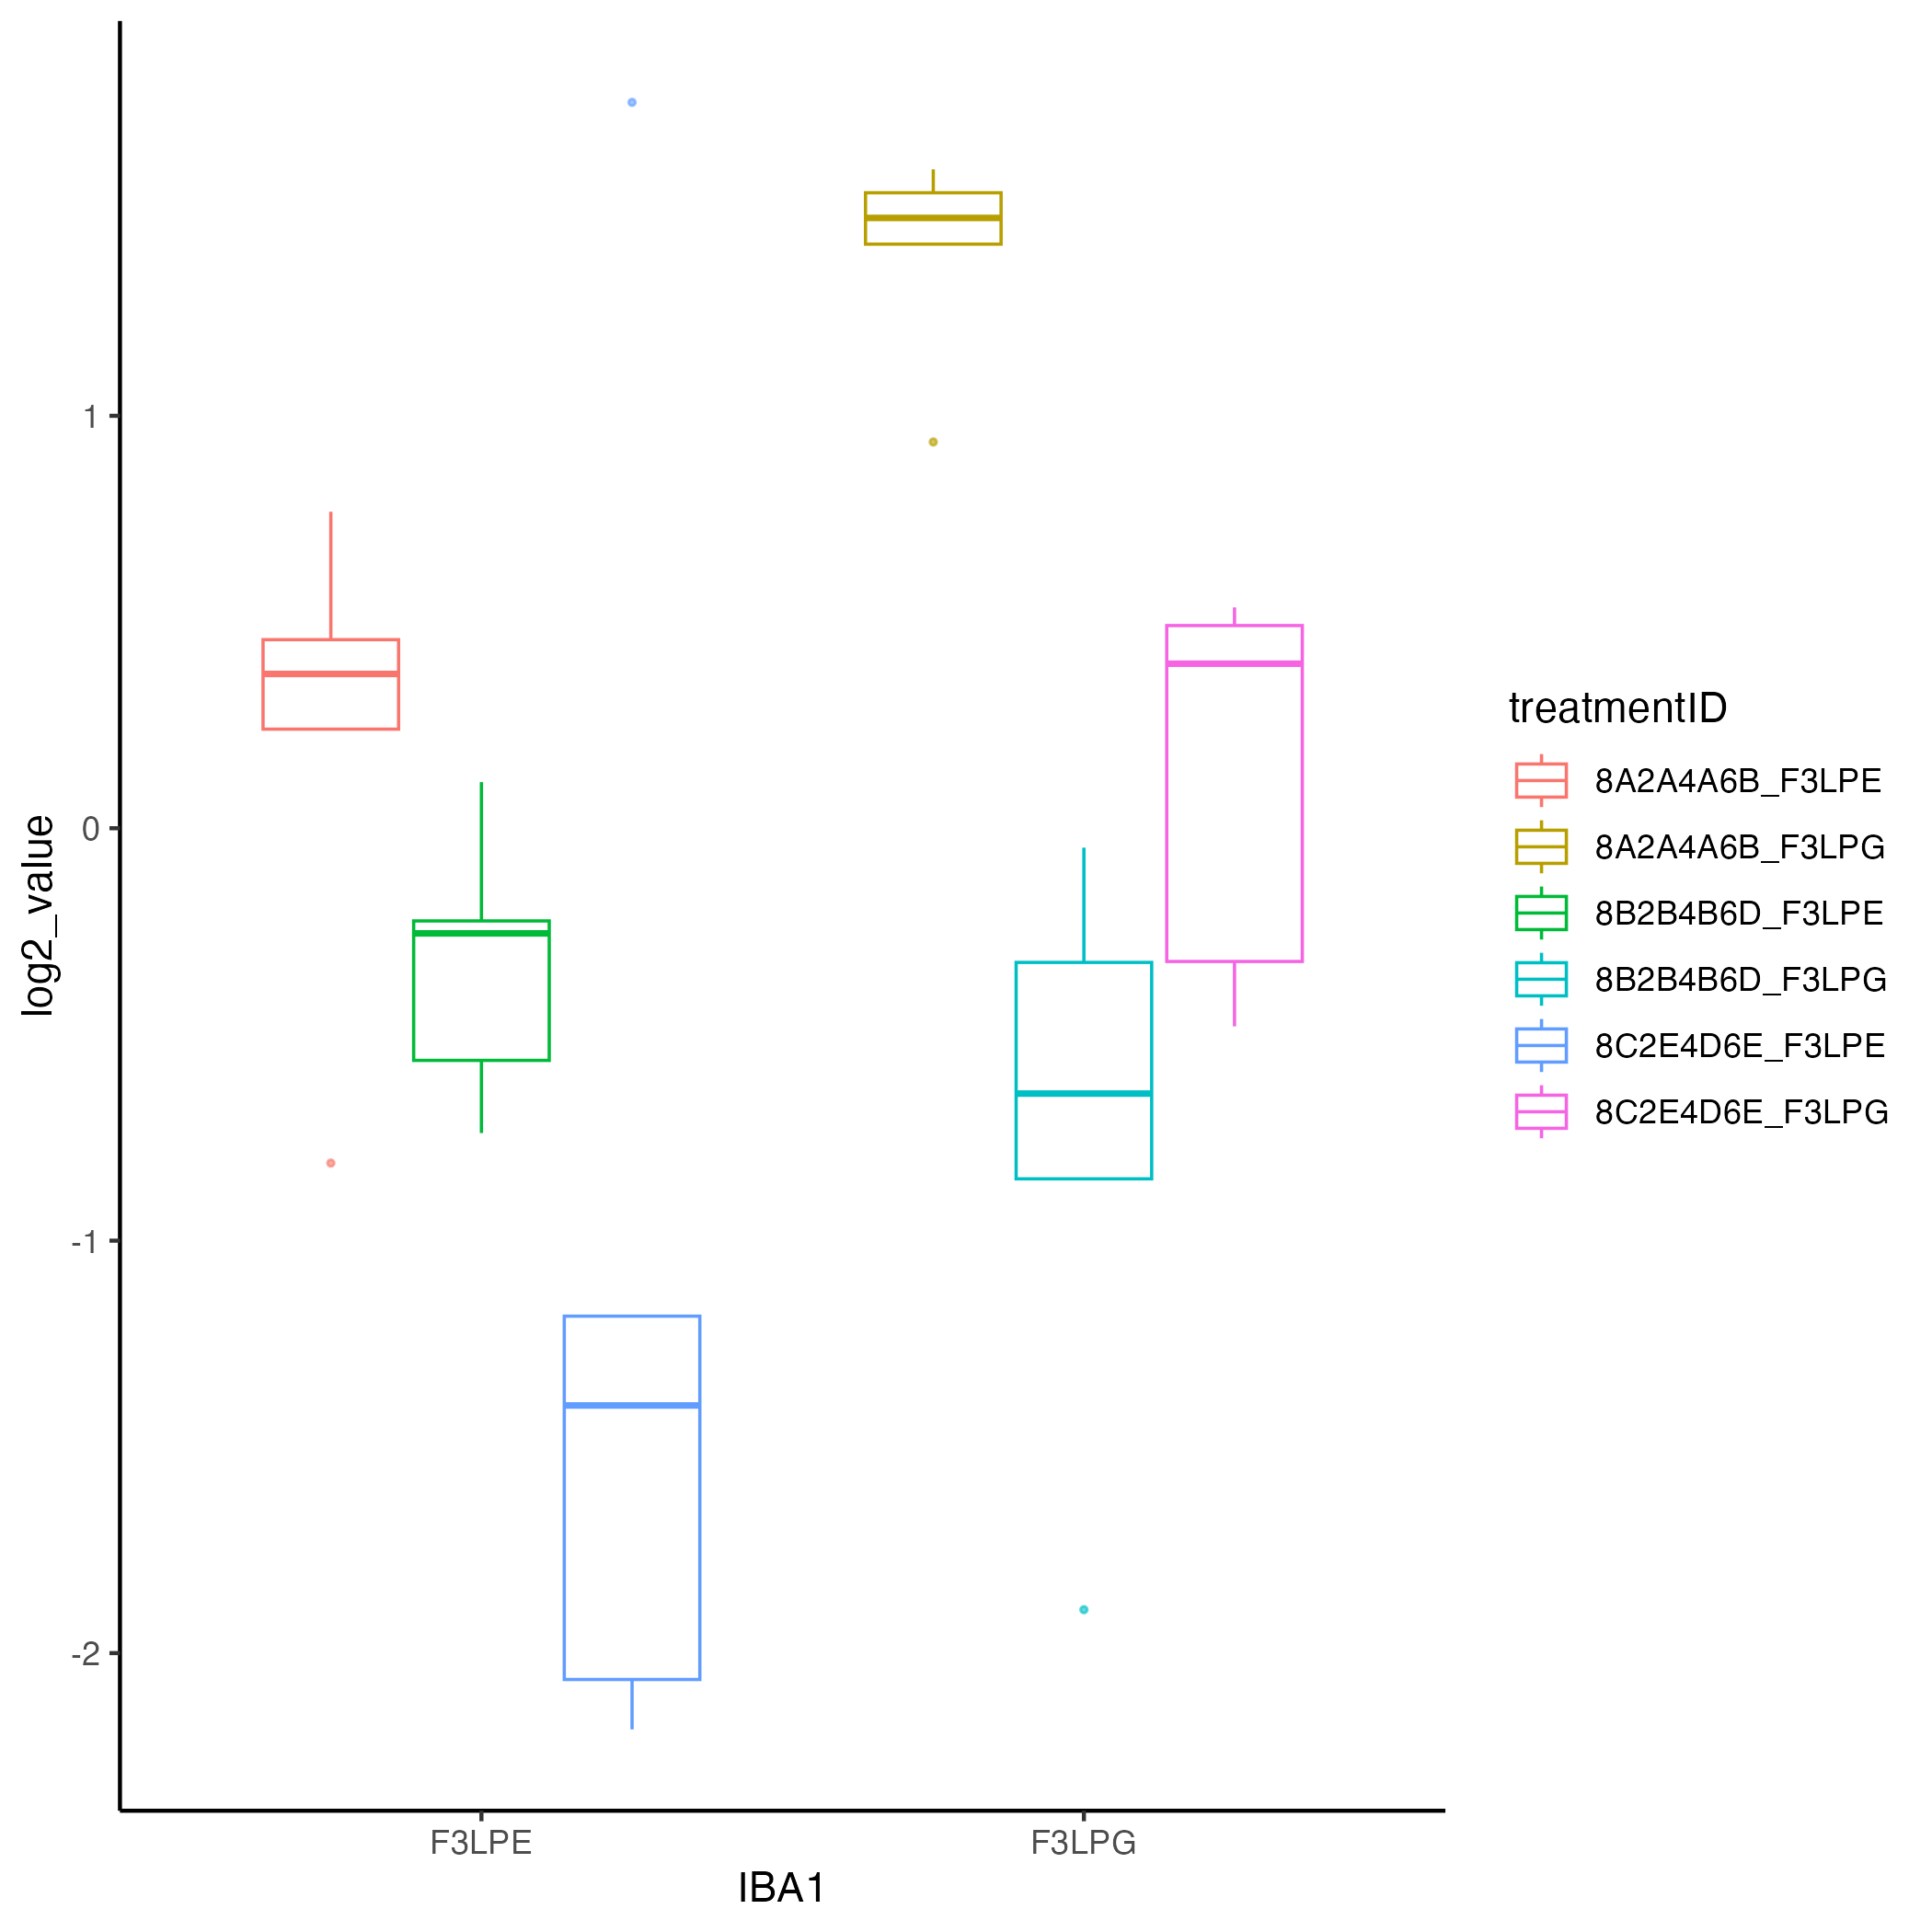 log2_value
1
0
-1
-2
F3LPE
F3LPG
IBA1
treatmentID
8A2A4A6B_F3LPE
8A2A4A6B_F3LPG
8B2B4B6D_F3LPE
8B2B4B6D_F3LPG
8C2E4D6E_F3LPE
8C2E4D6E_F3LPG